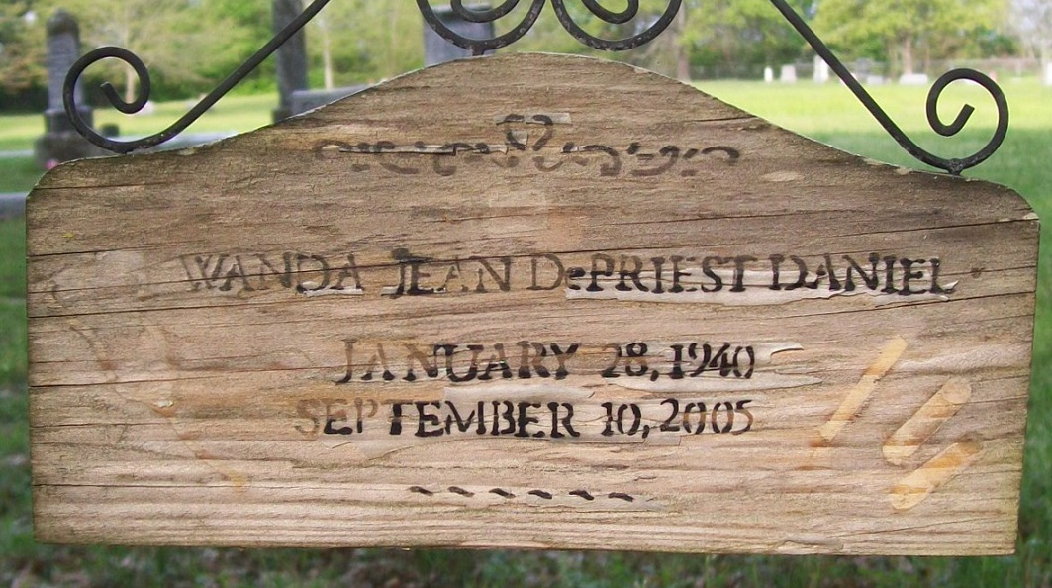 WANDA JEAN DePRIEST DANIEL
JANUARY 28, 1940
SEPTEMBER 10, 2005